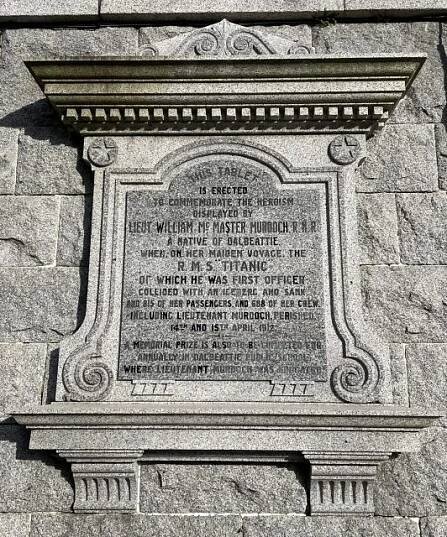 THIS TABLET
IS ERECTED
TO COMMEMORATE THE HEROISM
DISPLAYED BY
LIEUT WILLIAM Mc MASTER MURDOCH R.N.R
A NATIVE OF DALBEATTIE
WHEN, ON HER MAIDEN VOYAGE, THE
R.M.S. TITANIC
OF WHICH HE WAS FIRST OFFICER
COLLIDED WITH AN ICEBERG AND SANK,
AND 815 OF HER PASSENGERS, AND 688 OF HER CREW,
INCLUDING LIEUTENANT MURDOCH, PERISHED.
14TH AND 15TH APRIL 1912.
A MEMORIAL PRIZE IS ALSO TO BE COMPETED FOR
ANNUALLY IN DALBEATTIE PUBLIC SCHOOL
WHERE LIEUTENANT MURDOCH WAS EDUCATED